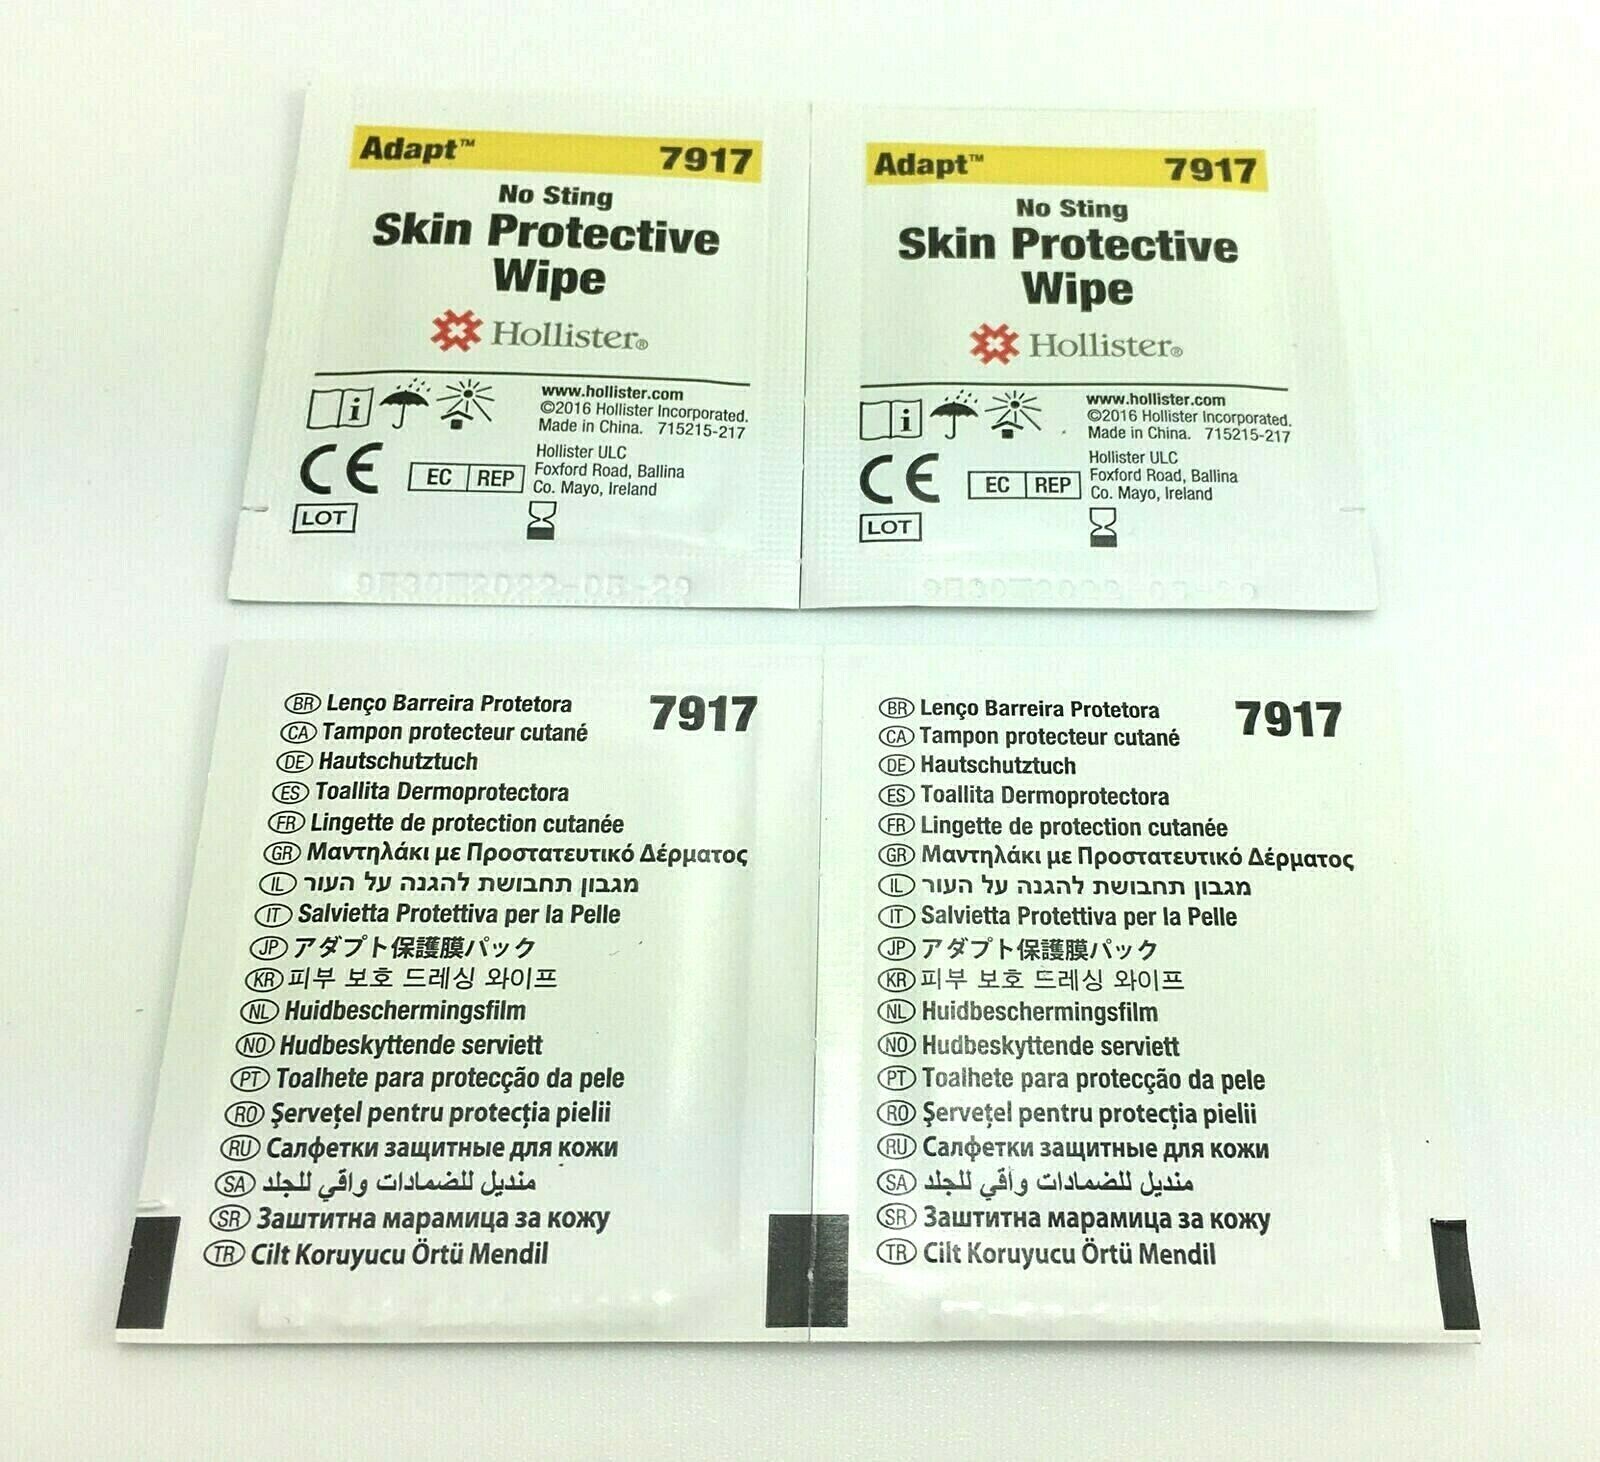 Adapt™ 7917
No Sting
Skin Protective
Wipe
Hollister®
www.hollister.com
©2016 Hollister Incorporated.
Made in China. 715215-217
Hollister ULC
Foxford Road, Ballina
Co. Mayo, Ireland
CE
EC REP
LOT
2022-05-29
Adapt™ 7917
No Sting
Skin Protective
Wipe
Hollister®
www.hollister.com
©2016 Hollister Incorporated.
Made in China. 715215-217
Hollister ULC
Foxford Road, Ballina
Co. Mayo, Ireland
CE
EC REP
LOT
7917
BR Lenço Barreira Protetora
CA Tampon protecteur cutané
DE Hautschutztuch
ES Toallita Dermoprotectora
FR Lingette de protection cutanée
GR Μαντηλάκι με Προστατευτικό Δέρματος
IL מגבון תחבושת להגנה על העור
IT Salvietta Protettiva per la Pelle
JP アダプト保護膜パック
KR 피부 보호 드레싱 와이프
NL Huidbeschermingsfilm
NO Hudbeskyttende serviett
PT Toalhete para protecção da pele
RO Şerveţel pentru protecţia pielii
RU Салфетки защитные для кожи
SA منديل للضمادات واقي للجلد
SR Заштитна марамица за кожу
TR Cilt Koruyucu Örtü Mendil
7917
BR Lenço Barreira Protetora
CA Tampon protecteur cutané
DE Hautschutztuch
ES Toallita Dermoprotectora
FR Lingette de protection cutanée
GR Μαντηλάκι με Προστατευτικό Δέρματος
IL מגבון תחבושת להגנה על העור
IT Salvietta Protettiva per la Pelle
JP アダプト保護膜パック
KR 피부 보호 드레싱 와이프
NL Huidbeschermingsfilm
NO Hudbeskyttende serviett
PT Toalhete para protecção da pele
RO Şerveţel pentru protecţia pielii
RU Салфетки защитные для кожи
SA منديل للضمادات واقي للجلد
SR Заштитна марамица за кожу
TR Cilt Koruyucu Örtü Mendil